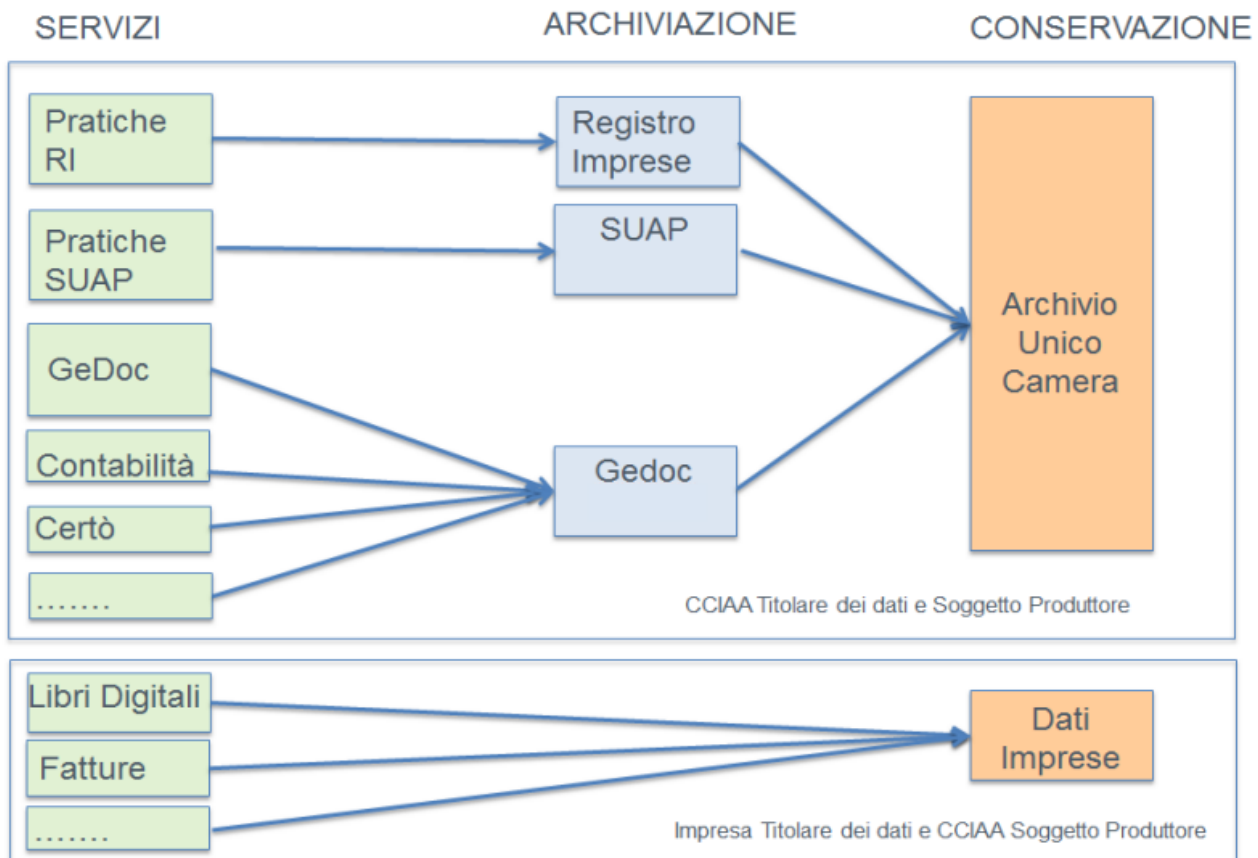 SERVIZI
ARCHIVIAZIONE
CONSERVAZIONE
Pratiche
RI
Registro
Imprese
Pratiche
SUAP
SUAP
GeDoc
Contabilità
Certò
.......
Gedoc
Archivio
Unico
Camera
CCIAA Titolare dei dati e Soggetto Produttore
Libri Digitali
Fatture
.......
Dati
Imprese
Impresa Titolare dei dati e CCIAA Soggetto Produttore